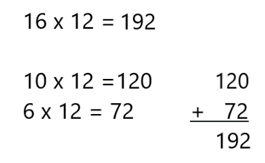 16 x 12 = 192
10 x 12 =120
6 x 12 = 72
120
+ 72
192